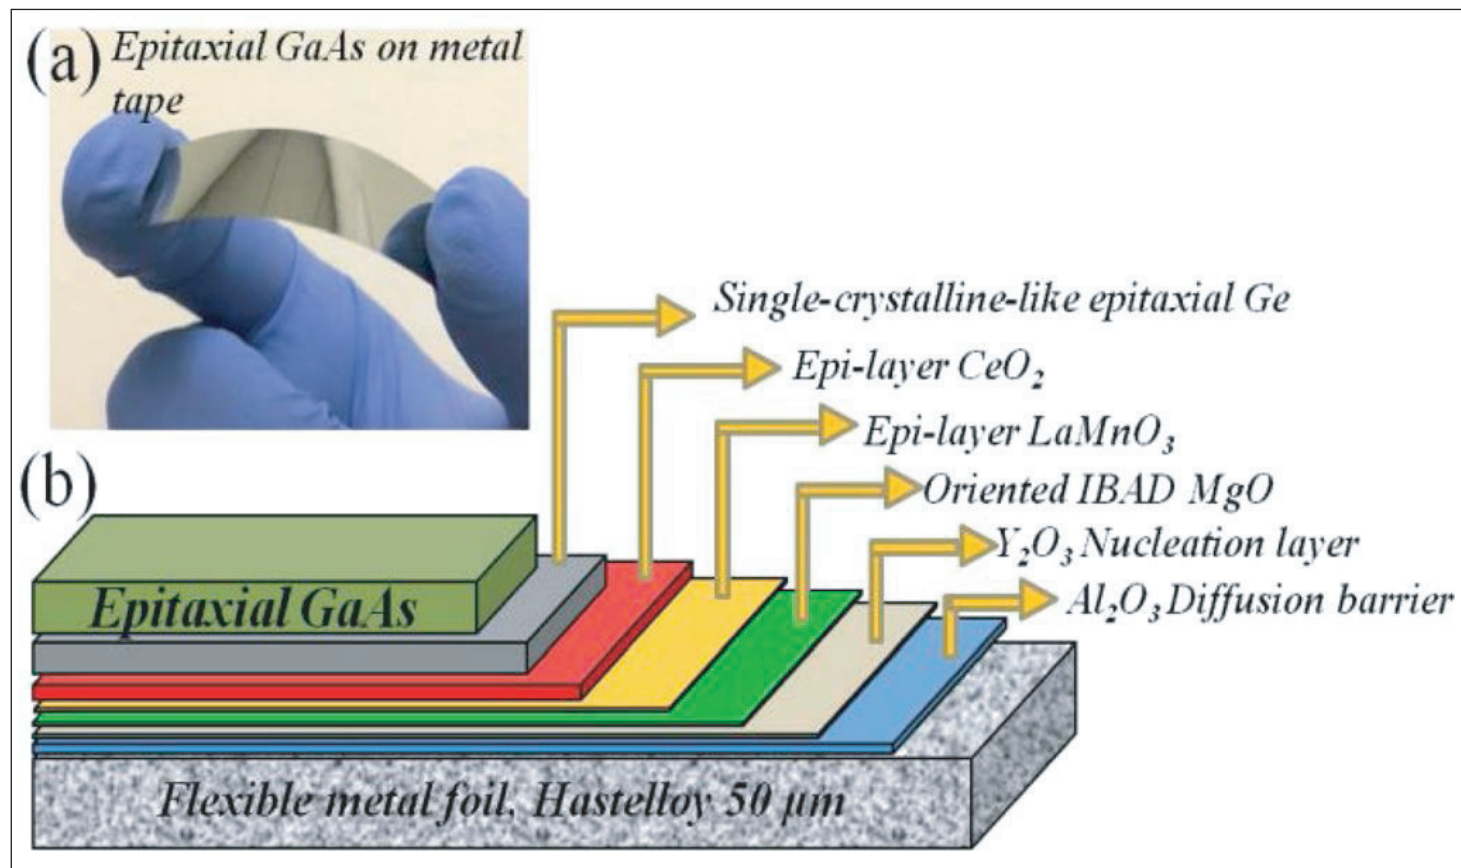 (a) Epitaxial GaAs on metal
tape
Single-crystalline-like epitaxial Ge
Epi-layer CeO₂
Epi-layer LaMnO₃
(b)
Oriented IBAD MgO
Y₂O₃ Nucleation layer
Al₂O₃ Diffusion barrier
Epitaxial GaAs
Flexible metal foil, Hastelloy 50 μm